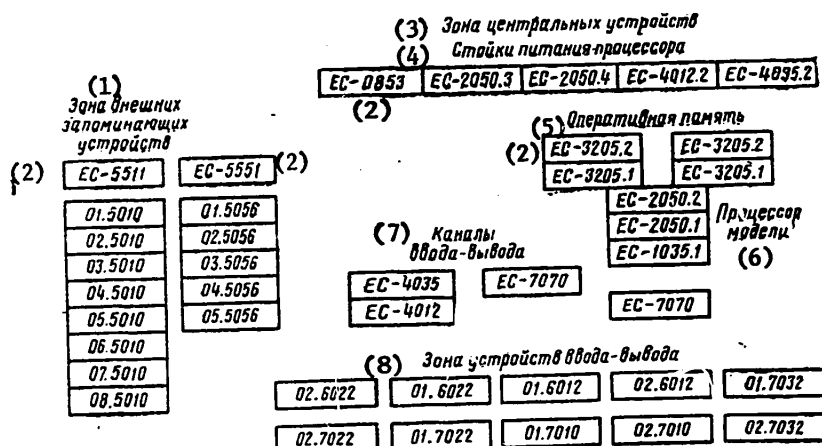 (3) Зона центральных устройств
(4) Стойки питания процессора
ЕС-0853 ЕС-2050.3 ЕС-2050.4 ЕС-4012.2 ЕС-4035.2
(2)
(1)
Зона внешних
запоминающих
устройств
(2) ЕС-5511 ЕС-5551 (2)
01.5010
02.5010
03.5010
04.5010
05.5010
06.5010
07.5010
08.5010
01.5056
02.5056
03.5056
04.5056
05.5056
(5) Оперативная память
(2) ЕС-3205.2 ЕС-3205.2
ЕС-3205.1 ЕС-3205.1
ЕС-2050.2
ЕС-2050.1
ЕС-1035.1
Процессор
модели
(6)
(7) Каналы
ввода-вывода
ЕС-4035 ЕС-7070
ЕС-4012
ЕС-7070
(8) Зона устройств ввода-вывода
02.6022 01.6022 01.6012 02.6012 01.7032
02.7022 01.7022 01.7010 02.7010 02.7032